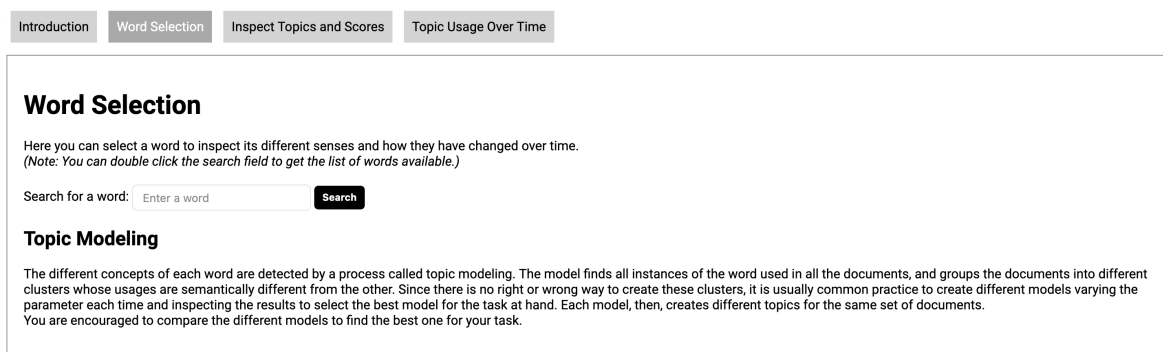 Introduction
Word Selection
Inspect Topics and Scores
Topic Usage Over Time
Word Selection
Here you can select a word to inspect its different senses and how they have changed over time.
(Note: You can double click the search field to get the list of words available.)
Search for a word: Enter a word Search
Topic Modeling
The different concepts of each word are detected by a process called topic modeling. The model finds all instances of the word used in all the documents, and groups the documents into different
clusters whose usages are semantically different from the other. Since there is no right or wrong way to create these clusters, it is usually common practice to create different models varying the
parameter each time and inspecting the results to select the best model for the task at hand. Each model, then, creates different topics for the same set of documents.
You are encouraged to compare the different models to find the best one for your task.